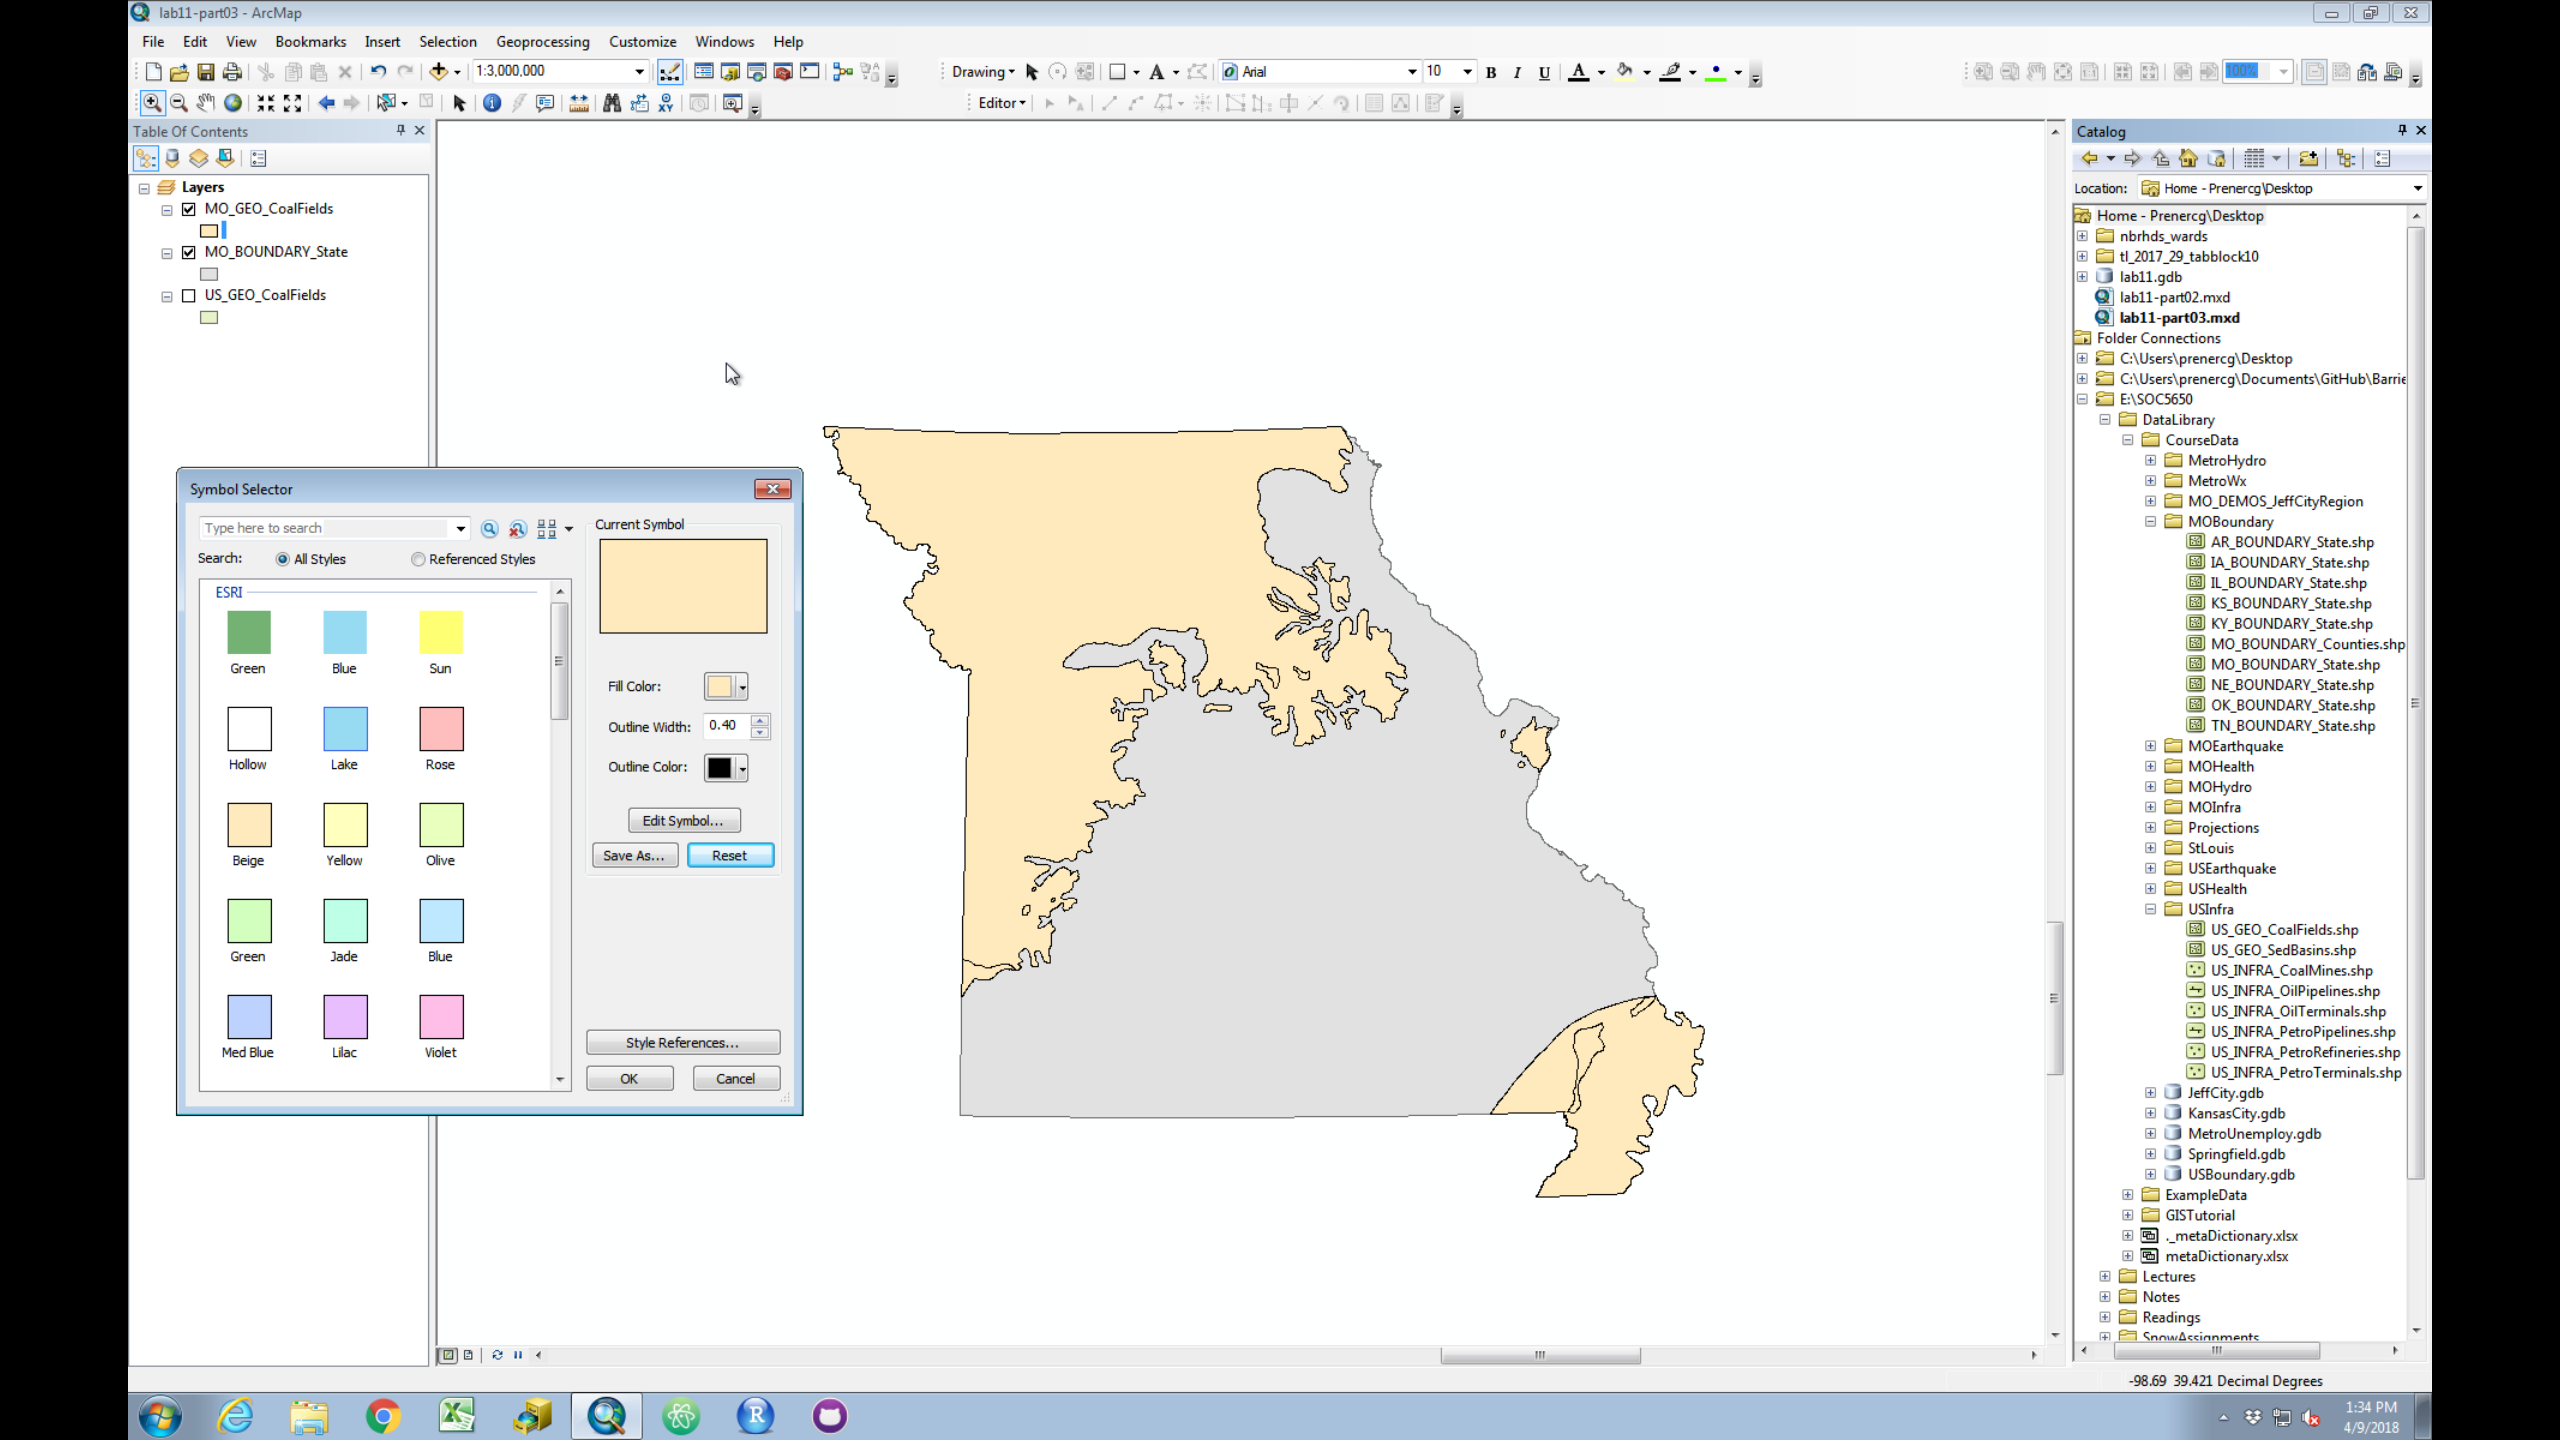 lab11-part03 - ArcMap
File Edit View Bookmarks Insert Selection Geoprocessing Customize Windows Help
1:3,000,000
Drawing
Arial
10
B I U A
100%
Editor
Table Of Contents
Layers
MO_GEO_CoalFields
MO_BOUNDARY_State
US_GEO_CoalFields
Symbol Selector
Type here to search
Search: All Styles Referenced Styles
ESRI
Green Blue Sun
Hollow Lake Rose
Beige Yellow Olive
Green Jade Blue
Med Blue Lilac Violet
Current Symbol
Fill Color:
Outline Width: 0.40
Outline Color:
Edit Symbol...
Save As... Reset
Style References...
OK Cancel
Catalog
Location: Home - Prenercg\Desktop
Home - Prenercg\Desktop
nbrhds_wards
tl_2017_29_tabblock10
lab11.gdb
lab11-part02.mxd
lab11-part03.mxd
Folder Connections
C:\Users\prenercg\Desktop
C:\Users\prenercg\Documents\GitHub\Barrie
E:\SOC5650
DataLibrary
CourseData
MetroHydro
MetroWx
MO_DEMOS_JeffCityRegion
MOBoundary
AR_BOUNDARY_State.shp
IA_BOUNDARY_State.shp
IL_BOUNDARY_State.shp
KS_BOUNDARY_State.shp
KY_BOUNDARY_State.shp
MO_BOUNDARY_Counties.shp
MO_BOUNDARY_State.shp
NE_BOUNDARY_State.shp
OK_BOUNDARY_State.shp
TN_BOUNDARY_State.shp
MOEarthquake
MOHealth
MOHydro
MOInfra
Projections
StLouis
USEarthquake
USHealth
USInfra
US_GEO_CoalFields.shp
US_GEO_SedBasins.shp
US_INFRA_CoalMines.shp
US_INFRA_OilPipelines.shp
US_INFRA_OilTerminals.shp
US_INFRA_PetroPipelines.shp
US_INFRA_PetroRefineries.shp
US_INFRA_PetroTerminals.shp
JeffCity.gdb
KansasCity.gdb
MetroUnemploy.gdb
Springfield.gdb
USBoundary.gdb
ExampleData
GISTutorial
._metaDictionary.xlsx
metaDictionary.xlsx
Lectures
Notes
Readings
SnowAssignments
-98.69 39.421 Decimal Degrees
1:34 PM
4/9/2018